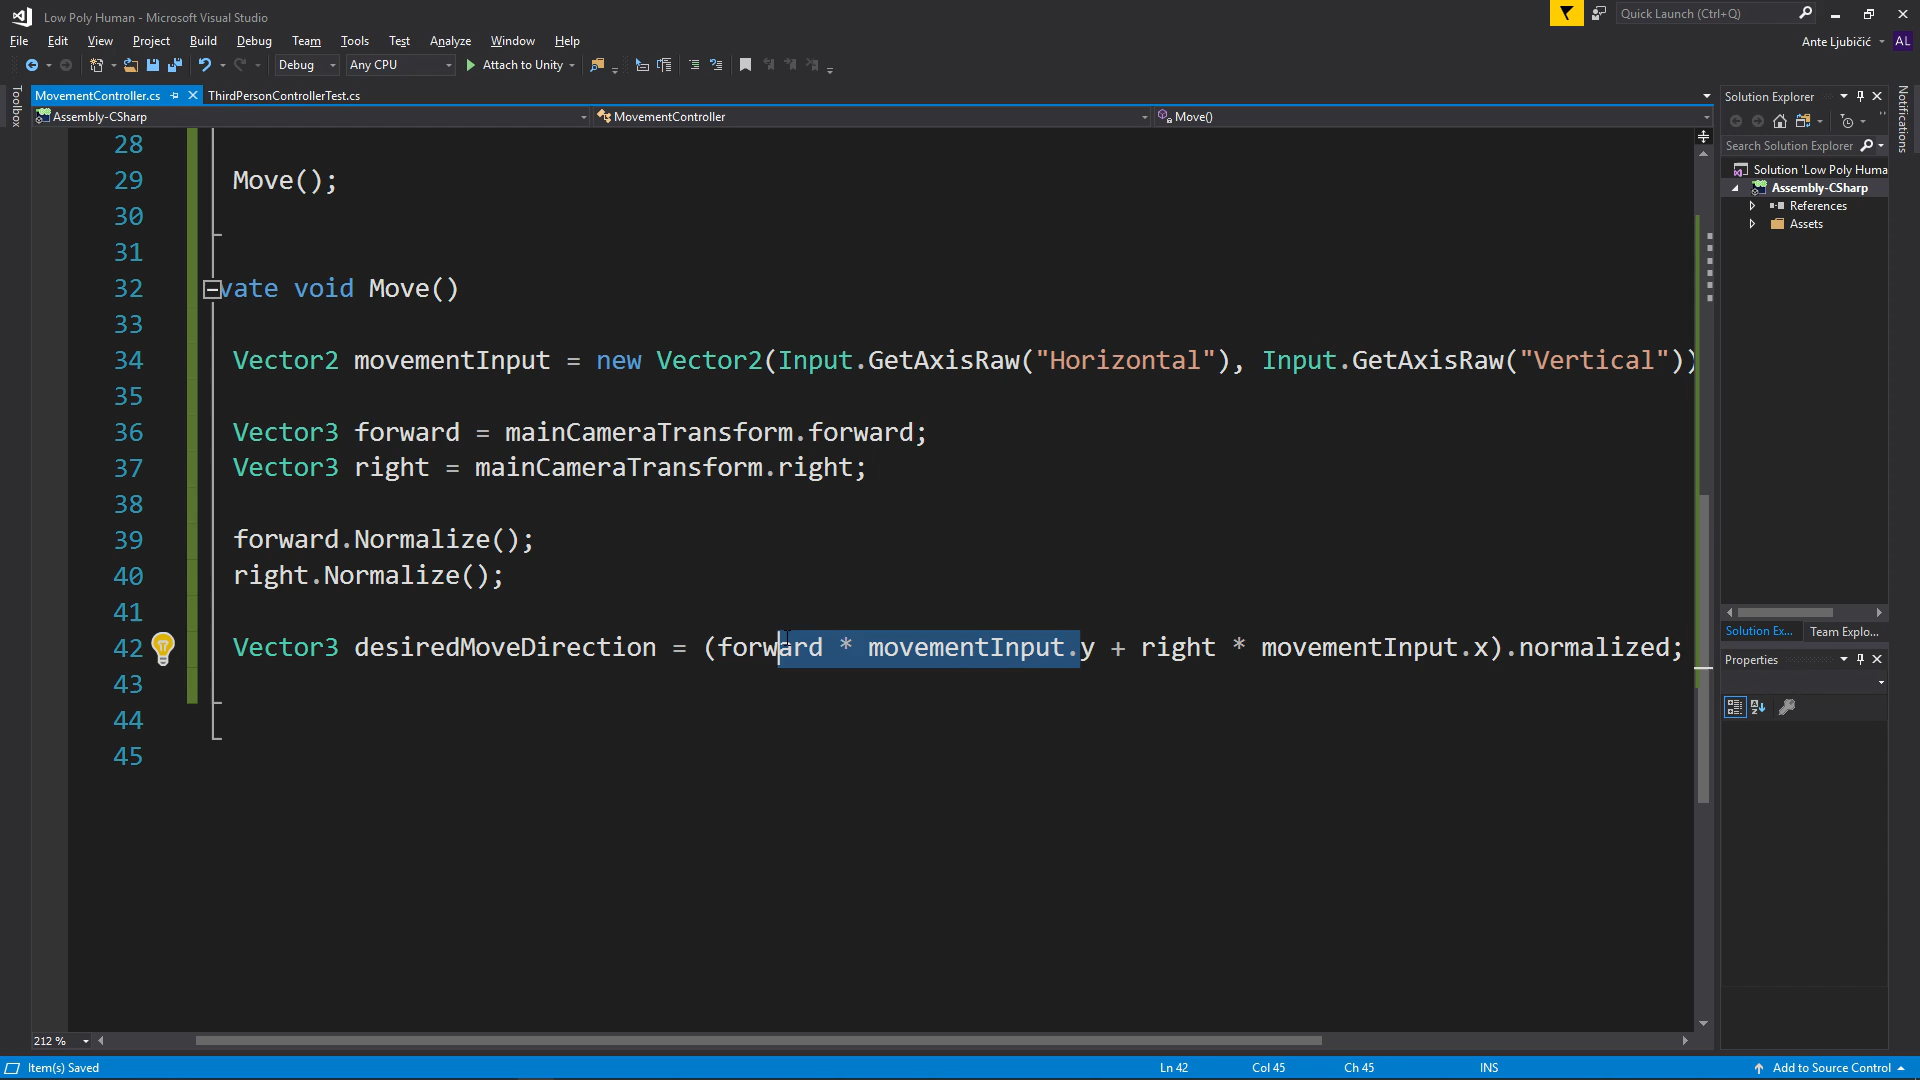 Low Poly Human - Microsoft Visual Studio
Quick Launch (Ctrl+Q)
File Edit View Project Build Debug Team Tools Test Analyze Window Help
Ante Ljubičić AL
Debug Any CPU Attach to Unity
Toolbox
MovementController.cs ThirdPersonControllerTest.cs
Assembly-CSharp MovementController Move()
28
29 Move();
30
31
32 vate void Move()
33
34 Vector2 movementInput = new Vector2(Input.GetAxisRaw("Horizontal"), Input.GetAxisRaw("Vertical"))
35
36 Vector3 forward = mainCameraTransform.forward;
37 Vector3 right = mainCameraTransform.right;
38
39 forward.Normalize();
40 right.Normalize();
41
42 Vector3 desiredMoveDirection = (forward * movementInput.y + right * movementInput.x).normalized;
43
44
45
212 %
Solution Explorer
Search Solution Explorer
Solution 'Low Poly Huma
Assembly-CSharp
References
Assets
Solution Ex... Team Explo...
Properties
Notifications
Item(s) Saved Ln 42 Col 45 Ch 45 INS Add to Source Control